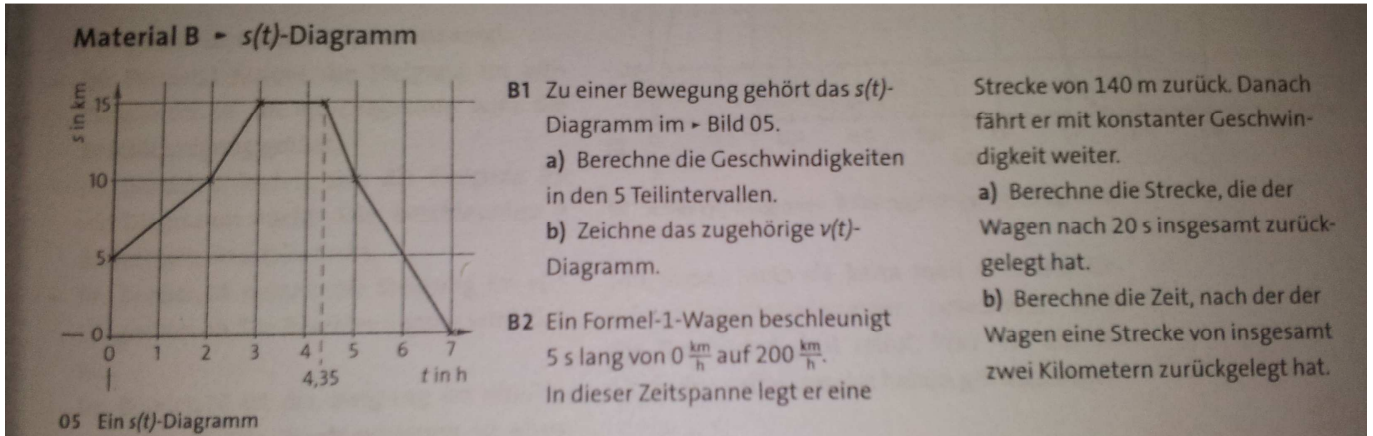 Material B ► s(t)-Diagramm
s in km
15
10
5
0
0 1 2 3 4 5 6 7
4,35 t in h
05 Ein s(t)-Diagramm
B1 Zu einer Bewegung gehört das s(t)-
Diagramm im ► Bild 05.
a) Berechne die Geschwindigkeiten
in den 5 Teilintervallen.
b) Zeichne das zugehörige v(t)-
Diagramm.
B2 Ein Formel-1-Wagen beschleunigt
5 s lang von 0 km/h auf 200 km/h.
In dieser Zeitspanne legt er eine
Strecke von 140 m zurück. Danach
fährt er mit konstanter Geschwin-
digkeit weiter.
a) Berechne die Strecke, die der
Wagen nach 20 s insgesamt zurück-
gelegt hat.
b) Berechne die Zeit, nach der der
Wagen eine Strecke von insgesamt
zwei Kilometern zurückgelegt hat.